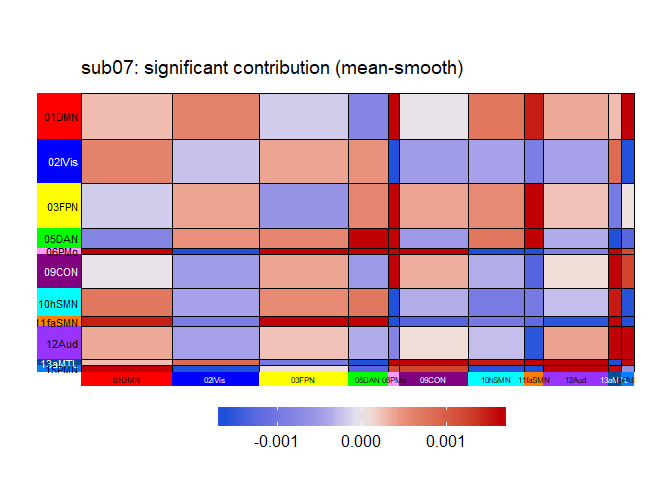 sub07: significant contribution (mean-smooth)
01DMN
02lVis
03FPN
05DAN
09CON
10hSMN
11faSMN
12Aud
13aMTL
15PMN
01DMN 02lVis 03FPN 05DAN 09CON 10hSMN 11faSMN 12Aud
-0.001 0.000 0.001